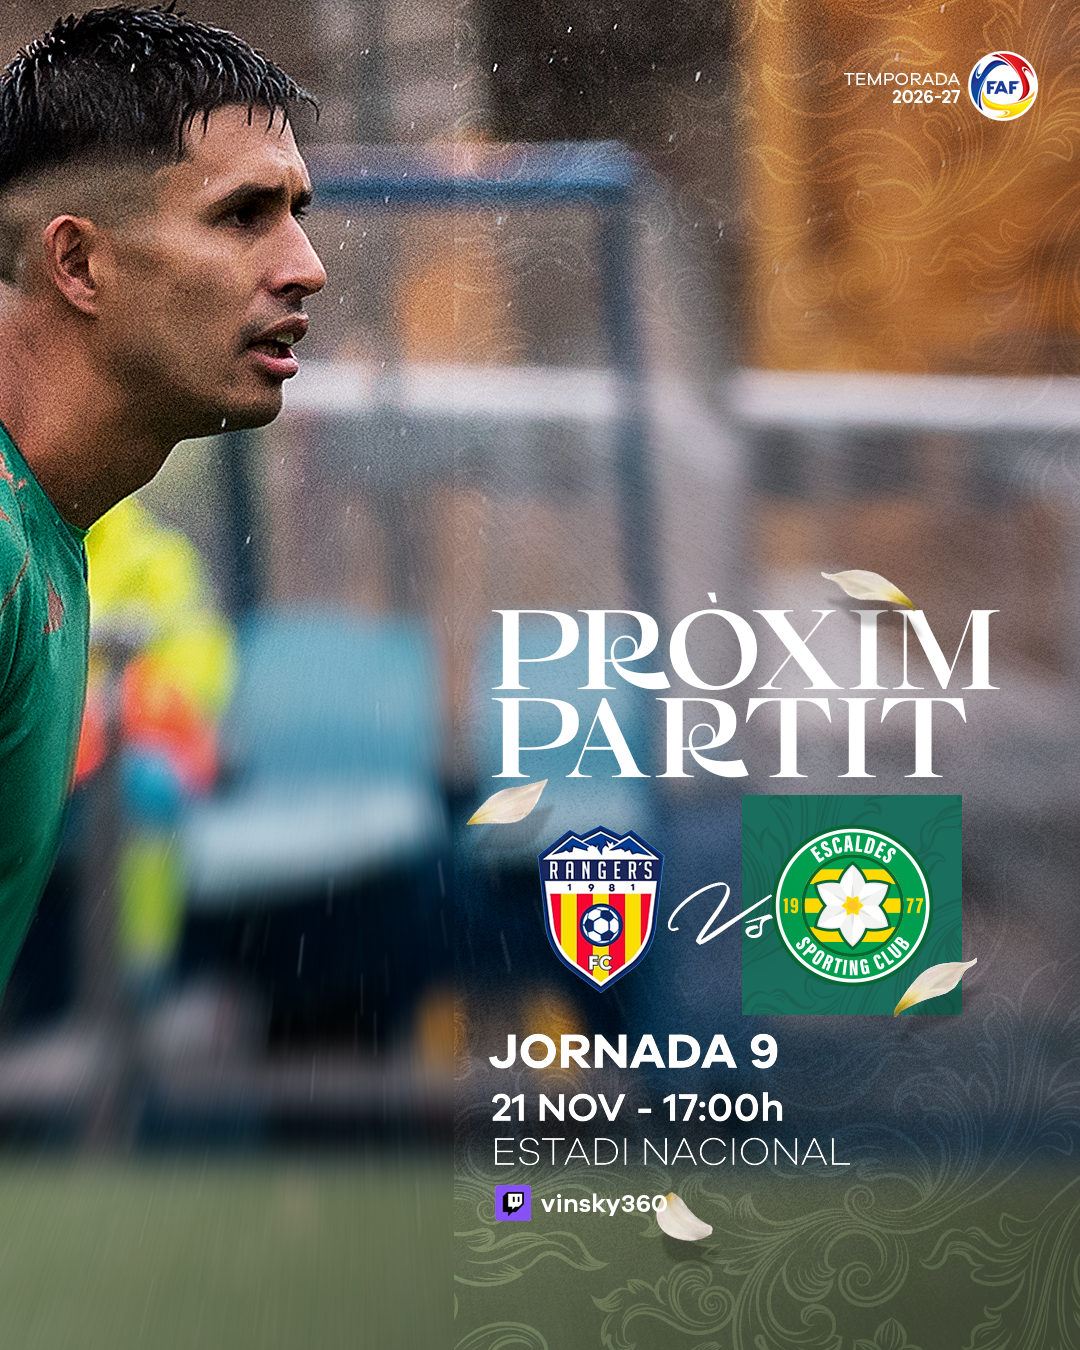 TEMPORADA
2026-27
FAF
PRÒXIM
PARTIT
RANGER'S
1981
FC
Vs
ESCALDES
19 77
SPORTING CLUB
JORNADA 9
21 NOV - 17:00h
ESTADI NACIONAL
vinsky360